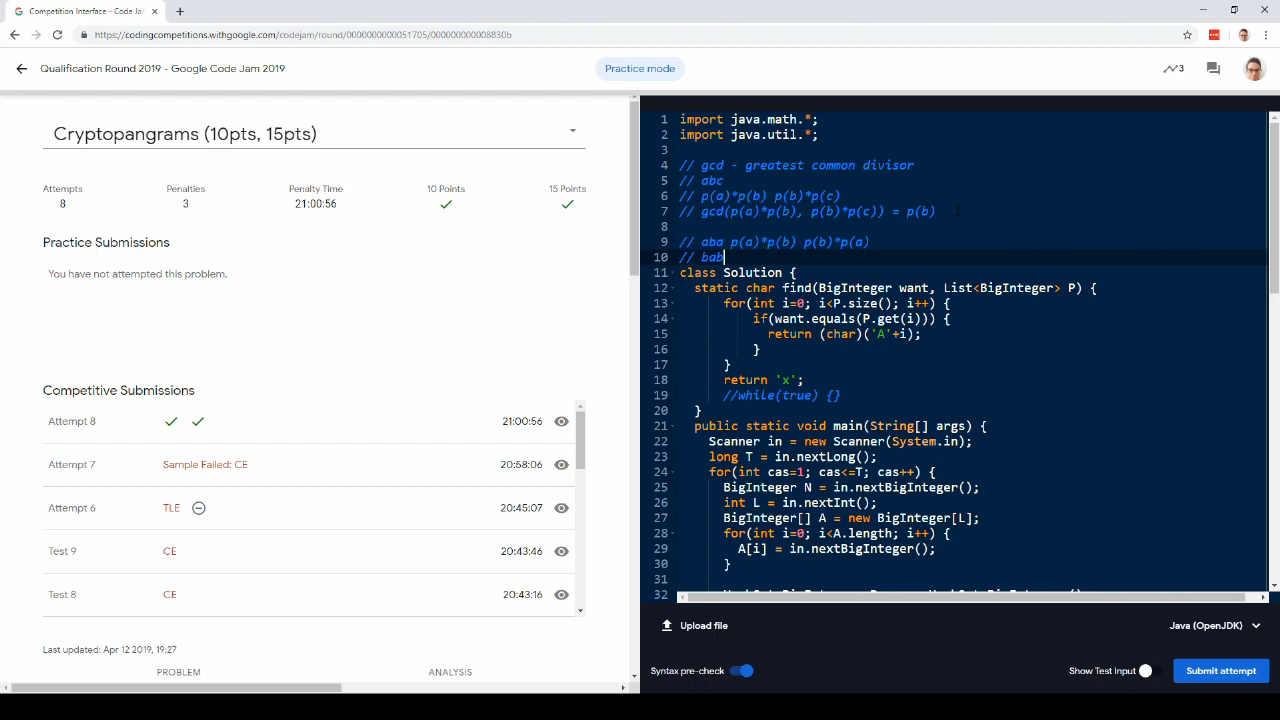 Competition Interface - Code Jar
https://codingcompetitions.withgoogle.com/codejam/round/0000000000051705/000000000008830b
Qualification Round 2019 - Google Code Jam 2019
Practice mode
3
Cryptopangrams (10pts, 15pts)
Attempts
Penalties
Penalty Time
10 Points
15 Points
8
3
21:00:56
Practice Submissions
You have not attempted this problem.
Competitive Submissions
Attempt 8
21:00:56
Attempt 7
Sample Failed: CE
20:58:06
Attempt 6
TLE
20:45:07
Test 9
CE
20:43:46
Test 8
CE
20:43:16
Last updated: Apr 12 2019, 19:27
PROBLEM
ANALYSIS
1 import java.math.*;
2 import java.util.*;
3
4 // gcd - greatest common divisor
5 // abc
6 // p(a)*p(b) p(b)*p(c)
7 // gcd(p(a)*p(b), p(b)*p(c)) = p(b)
8
9 // aba p(a)*p(b) p(b)*p(a)
10 // bab
11 class Solution {
12 static char find(BigInteger want, List<BigInteger> P) {
13 for(int i=0; i<P.size(); i++) {
14 if(want.equals(P.get(i))) {
15 return (char)('A'+i);
16 }
17 }
18 return 'x';
19 //while(true) {}
20 }
21 public static void main(String[] args) {
22 Scanner in = new Scanner(System.in);
23 long T = in.nextLong();
24 for(int cas=1; cas<=T; cas++) {
25 BigInteger N = in.nextBigInteger();
26 int L = in.nextInt();
27 BigInteger[] A = new BigInteger[L];
28 for(int i=0; i<A.length; i++) {
29 A[i] = in.nextBigInteger();
30 }
31
32
Upload file
Java (OpenJDK)
Syntax pre-check
Show Test Input
Submit attempt